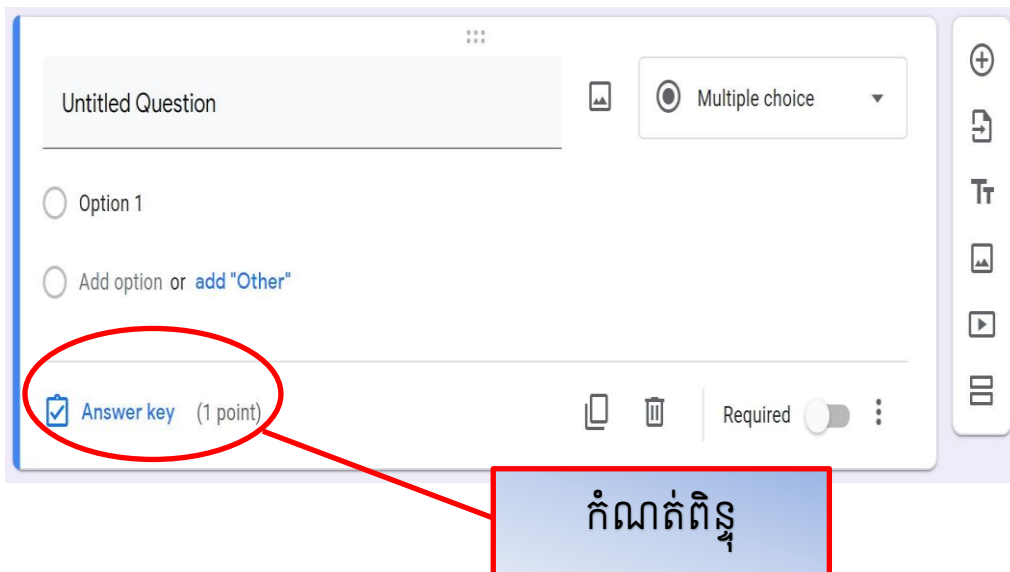 Untitled Question
Multiple choice
Option 1
Add option or add "Other"
Answer key (1 point)
Required
Tт
កំណត់ពិន្ទុ